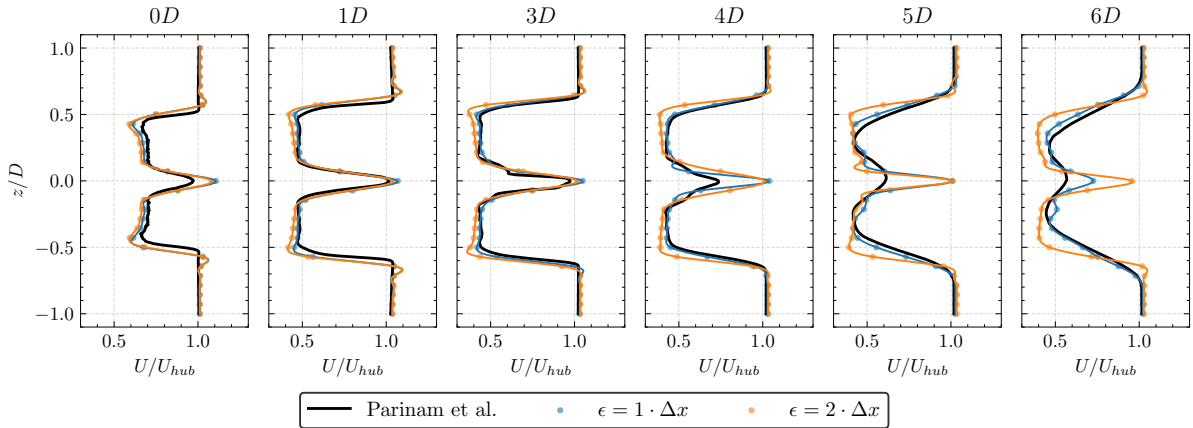 0D 1D 3D 4D 5D 6D
1.0
0.5
0.0
−0.5
−1.0
z/D
0.5 1.0 0.5 1.0 0.5 1.0 0.5 1.0 0.5 1.0 0.5 1.0
U/U_hub U/U_hub U/U_hub U/U_hub U/U_hub U/U_hub
Parinam et al. ϵ = 1 · Δx ϵ = 2 · Δx